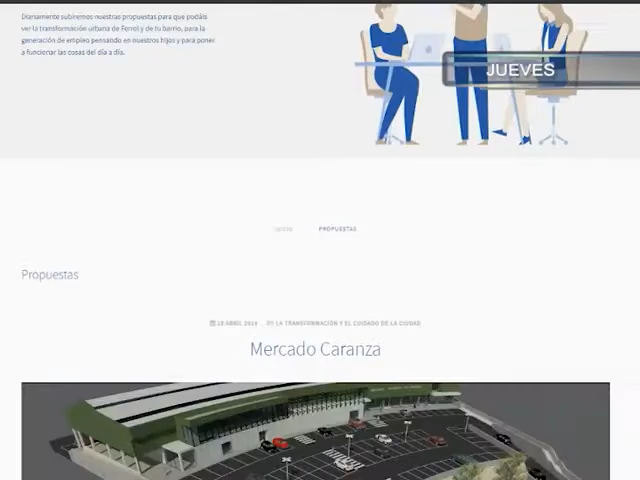 Diariamente subiremos nuestras propuestas para que podáis
ver la transformación urbana de Ferrol y de tu barrio, para la
generación de empleo pensando en nuestros hijos y para poner
a funcionar las cosas del día a día.
JUEVES
INICIO PROPUESTAS
Propuestas
ABRIL LA TRANSFORMACIÓN Y EL CUIDADO DE LA CIUDAD
Mercado Caranza